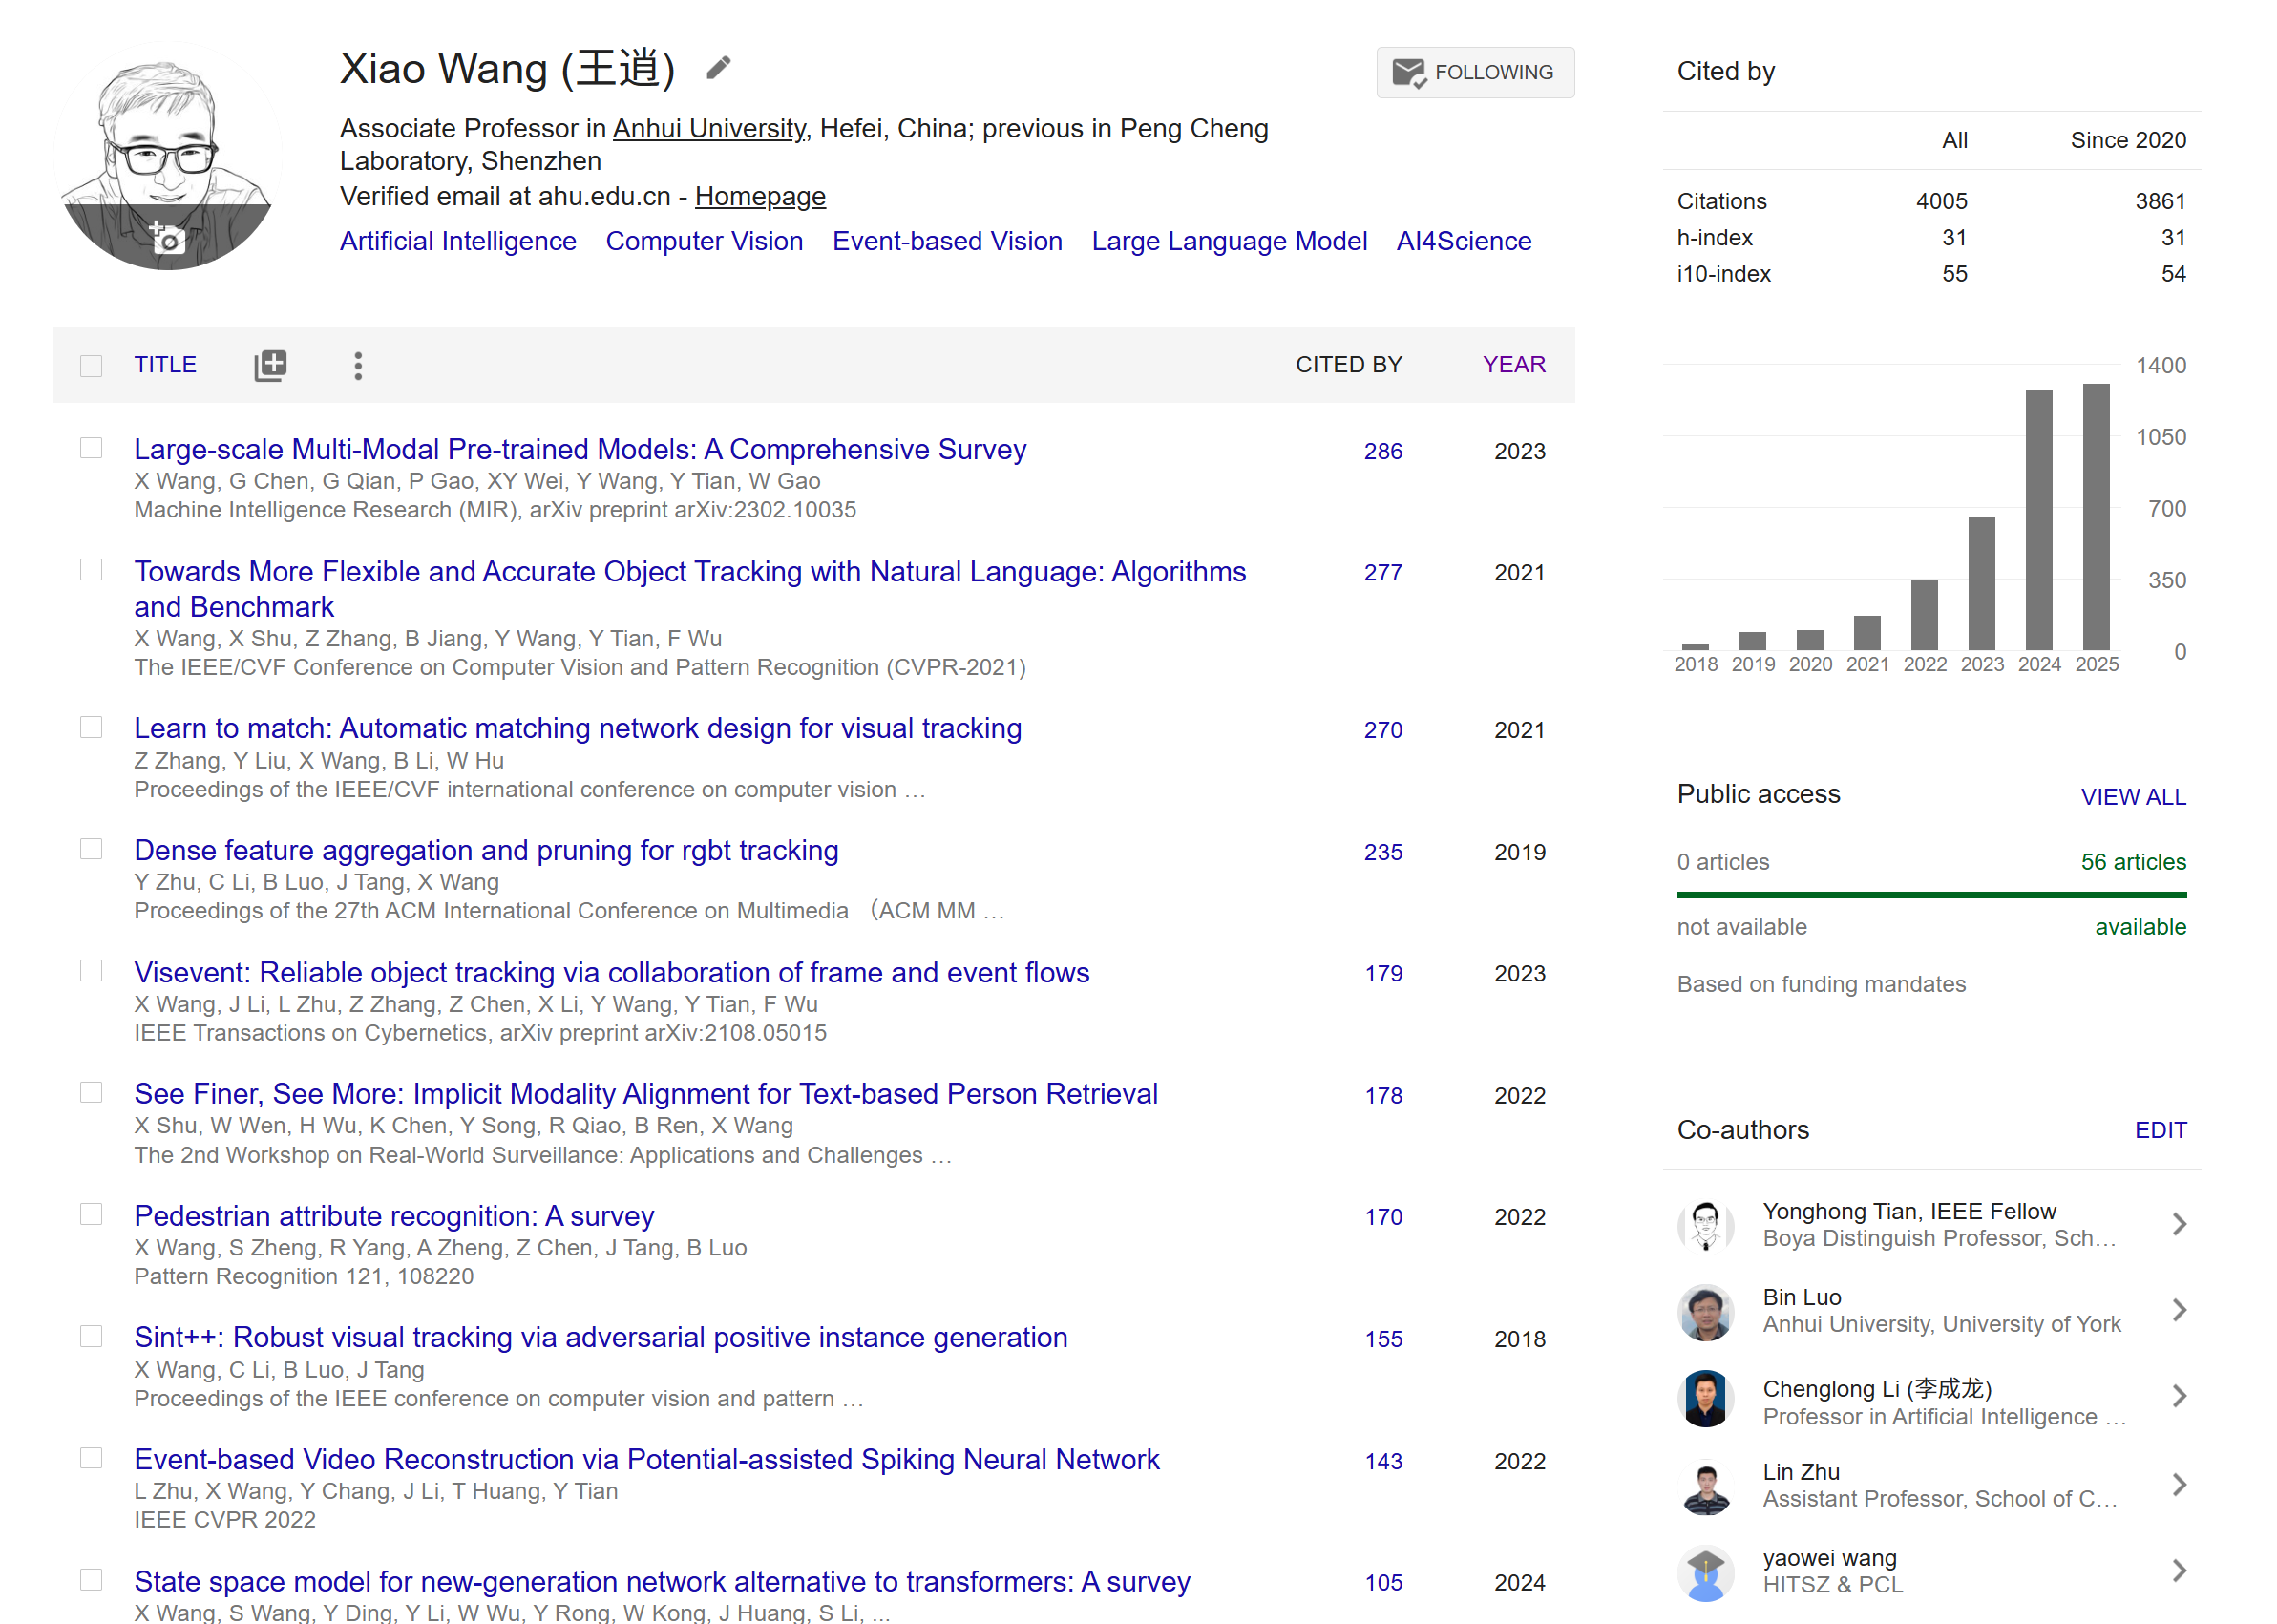 Xiao Wang (王逍)
FOLLOWING
Associate Professor in Anhui University, Hefei, China; previous in Peng Cheng
Laboratory, Shenzhen
Verified email at ahu.edu.cn - Homepage
Artificial Intelligence Computer Vision Event-based Vision Large Language Model AI4Science
TITLE CITED BY YEAR
Large-scale Multi-Modal Pre-trained Models: A Comprehensive Survey 286 2023
X Wang, G Chen, G Qian, P Gao, XY Wei, Y Wang, Y Tian, W Gao
Machine Intelligence Research (MIR), arXiv preprint arXiv:2302.10035
Towards More Flexible and Accurate Object Tracking with Natural Language: Algorithms 277 2021
and Benchmark
X Wang, X Shu, Z Zhang, B Jiang, Y Wang, Y Tian, F Wu
The IEEE/CVF Conference on Computer Vision and Pattern Recognition (CVPR-2021)
Learn to match: Automatic matching network design for visual tracking 270 2021
Z Zhang, Y Liu, X Wang, B Li, W Hu
Proceedings of the IEEE/CVF international conference on computer vision …
Dense feature aggregation and pruning for rgbt tracking 235 2019
Y Zhu, C Li, B Luo, J Tang, X Wang
Proceedings of the 27th ACM International Conference on Multimedia （ACM MM …
Visevent: Reliable object tracking via collaboration of frame and event flows 179 2023
X Wang, J Li, L Zhu, Z Zhang, Z Chen, X Li, Y Wang, Y Tian, F Wu
IEEE Transactions on Cybernetics, arXiv preprint arXiv:2108.05015
See Finer, See More: Implicit Modality Alignment for Text-based Person Retrieval 178 2022
X Shu, W Wen, H Wu, K Chen, Y Song, R Qiao, B Ren, X Wang
The 2nd Workshop on Real-World Surveillance: Applications and Challenges …
Pedestrian attribute recognition: A survey 170 2022
X Wang, S Zheng, R Yang, A Zheng, Z Chen, J Tang, B Luo
Pattern Recognition 121, 108220
Sint++: Robust visual tracking via adversarial positive instance generation 155 2018
X Wang, C Li, B Luo, J Tang
Proceedings of the IEEE conference on computer vision and pattern …
Event-based Video Reconstruction via Potential-assisted Spiking Neural Network 143 2022
L Zhu, X Wang, Y Chang, J Li, T Huang, Y Tian
IEEE CVPR 2022
State space model for new-generation network alternative to transformers: A survey 105 2024
X Wang, S Wang, Y Ding, Y Li, W Wu, Y Rong, W Kong, J Huang, S Li, ...
Cited by
All Since 2020
Citations 4005 3861
h-index 31 31
i10-index 55 54
1400
1050
700
350
0
2018 2019 2020 2021 2022 2023 2024 2025
Public access VIEW ALL
0 articles 56 articles
not available available
Based on funding mandates
Co-authors EDIT
Yonghong Tian, IEEE Fellow
Boya Distinguish Professor, Sch…
Bin Luo
Anhui University, University of York
Chenglong Li (李成龙)
Professor in Artificial Intelligence …
Lin Zhu
Assistant Professor, School of C…
yaowei wang
HITSZ & PCL